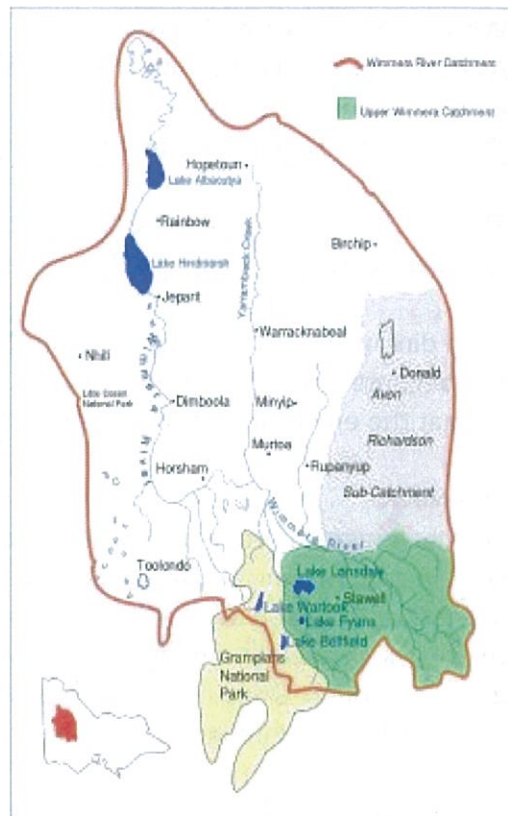 Wimmera River Catchment
Upper Wimmera Catchment
Hopetoun
Lake Albacutya
Rainbow
Yarriambiack Creek
Birchip
Lake Hindmarsh
Jeparit
Warracknabeal
Nhill
Donald
National Park
Wimmera River
Dimboola
Minyip
Avon
Murtoa
Richardson
Horsham
Rupanyup
Sub-Catchment
Wimmera River
Toolondo
Lake Lonsdale
Stawell
Lake Wartook
Lake Fyans
Lake Bellfield
Grampians
National
Park